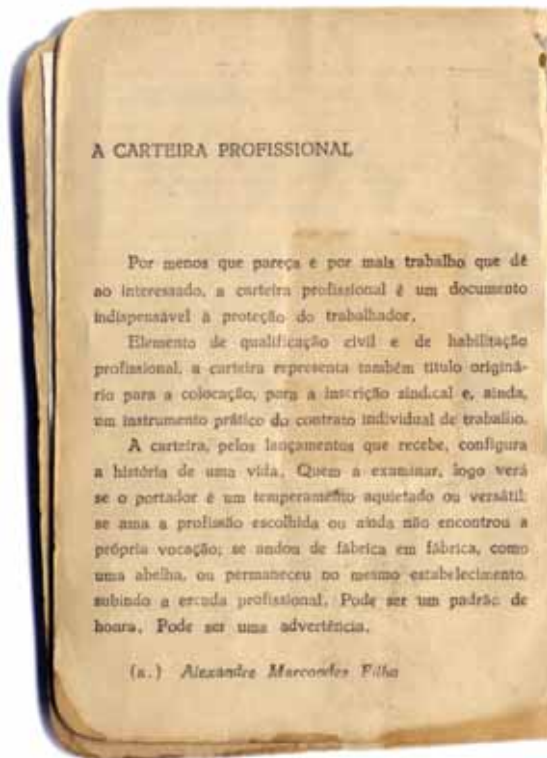 A CARTEIRA PROFISSIONAL
Por menos que pareça e por mais trabalho que dê
ao interessado, a carteira profissional é um documento
indispensável à proteção do trabalhador.
Elemento de qualificação civil e de habilitação
profissional, a carteira representa também título originá-
rio para a colocação, para a inscrição sindical e, ainda,
um instrumento prático do contrato individual de trabalho.
A carteira, pelos lançamentos que recebe, configura
a história de uma vida. Quem a examinar, logo verá
se o portador é um temperamento aquietado ou versátil;
se ama a profissão escolhida ou ainda não encontrou a
própria vocação; se andou de fábrica em fábrica, como
uma abelha, ou permaneceu no mesmo estabelecimento,
subindo a escada profissional. Pode ser um padrão de
honra. Pode ser uma advertência.
(a.) Alexandre Marcondes Filho